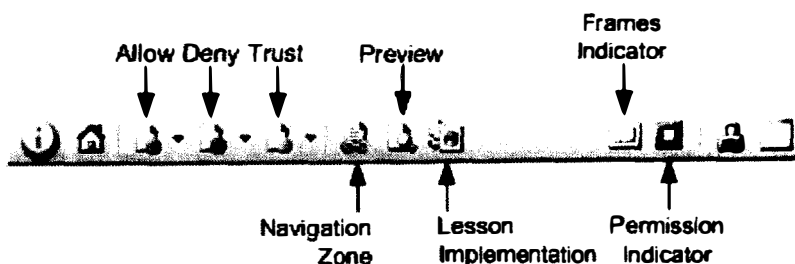 Frames
Indicator
Allow Deny Trust
Preview
Navigation
Zone
Lesson
Implementation
Permission
Indicator